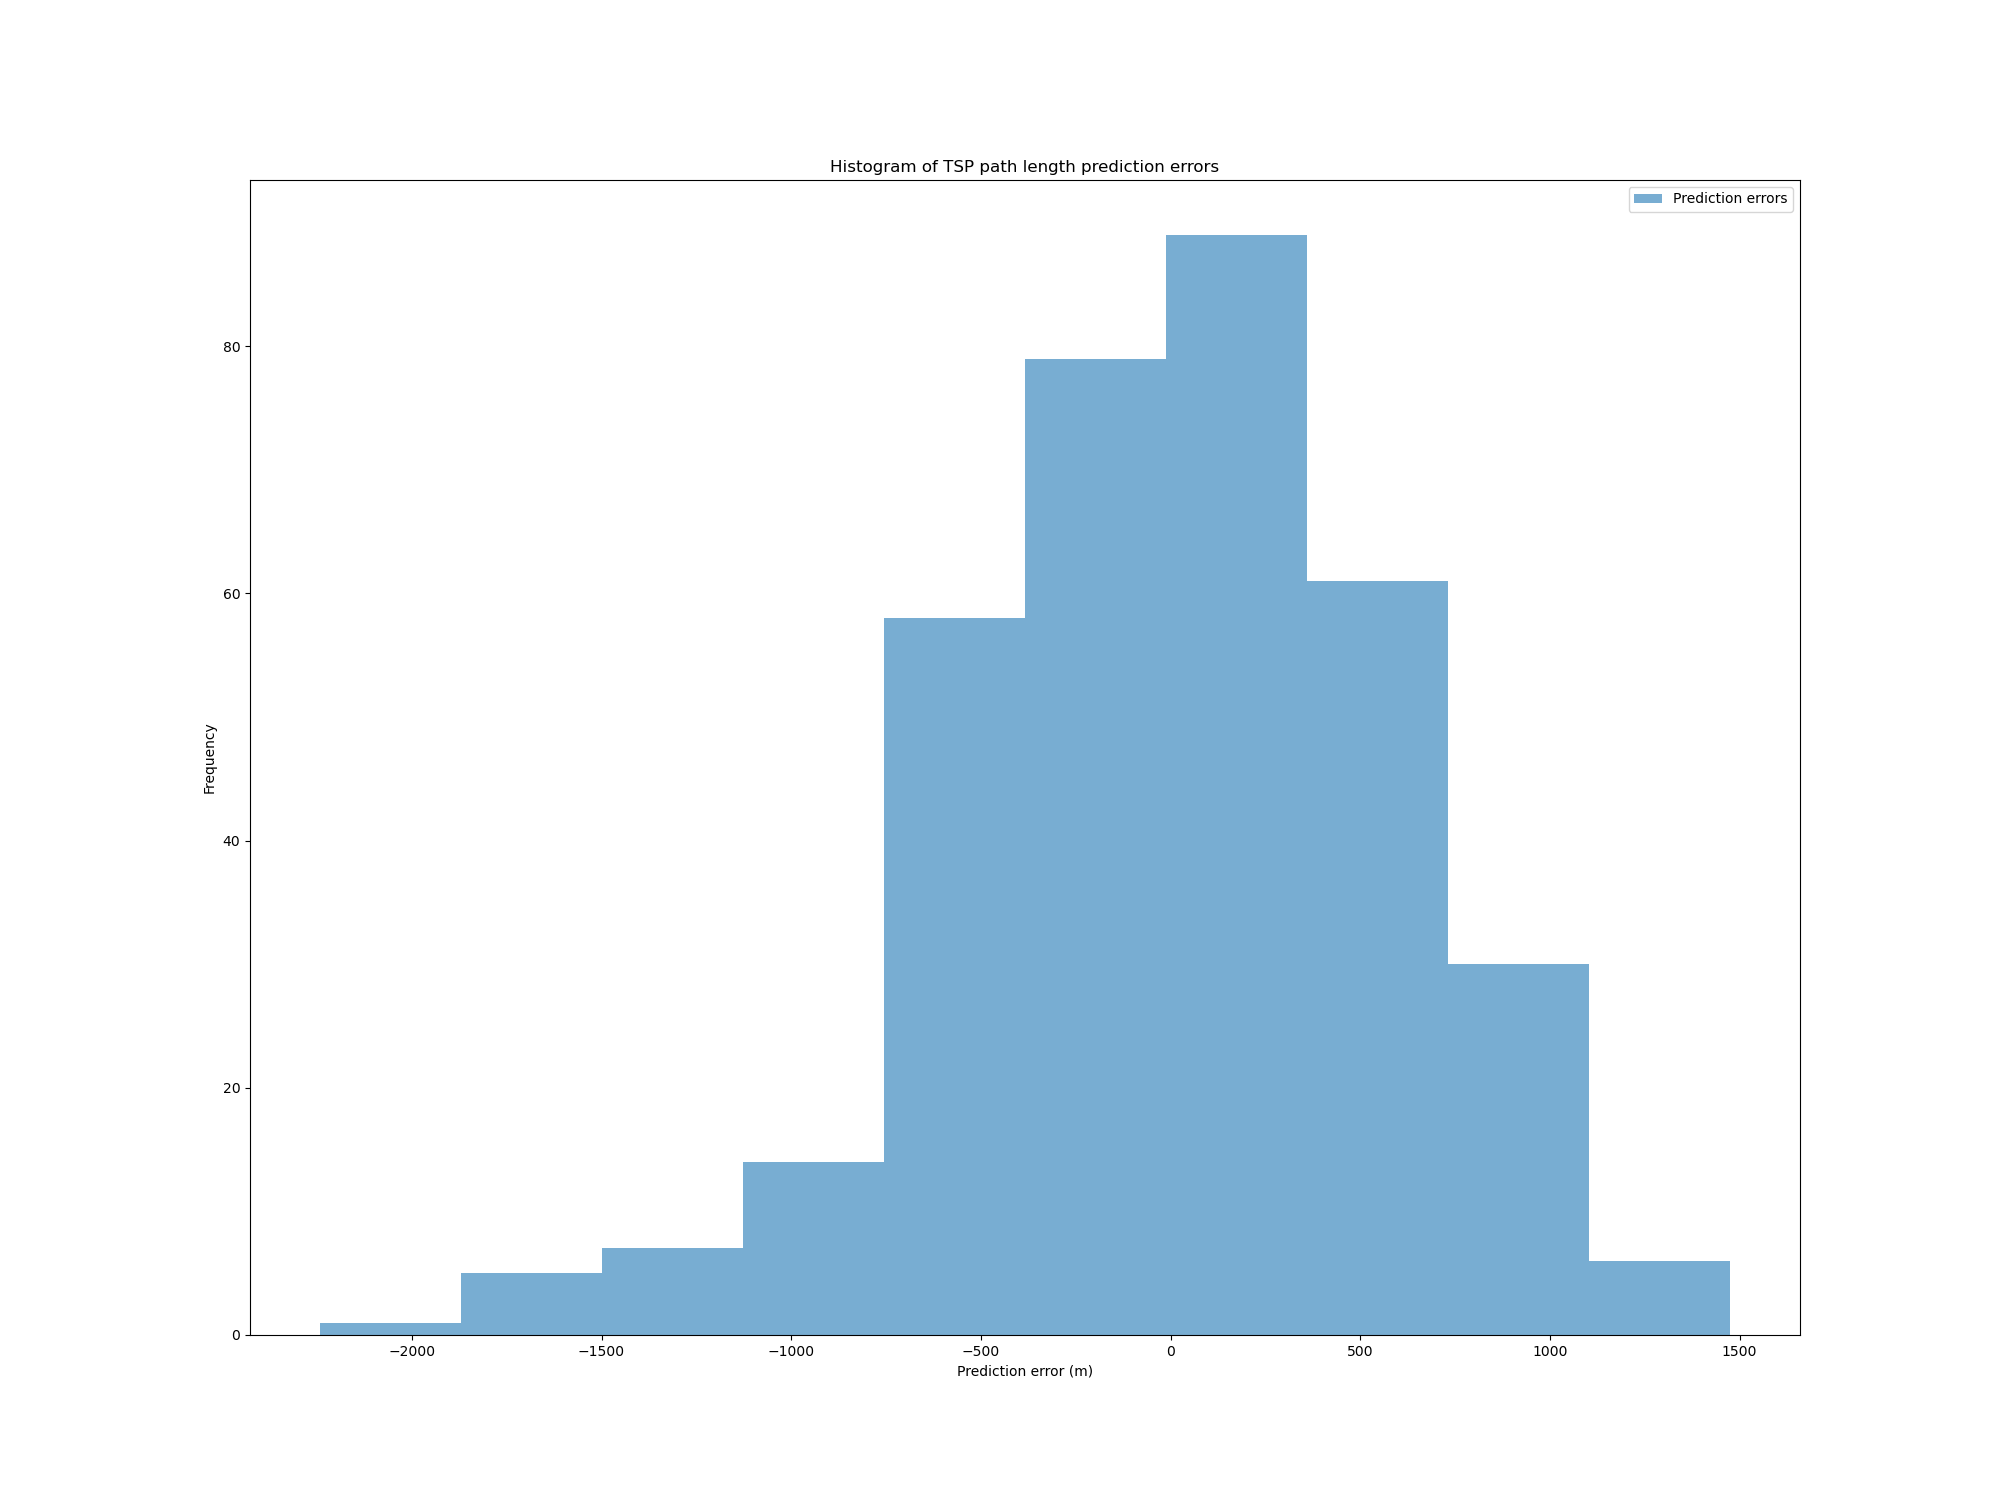 Histogram of TSP path length prediction errors
Prediction errors
80
60
40
20
0
Frequency
−2000 −1500 −1000 −500 0 500 1000 1500
Prediction error (m)